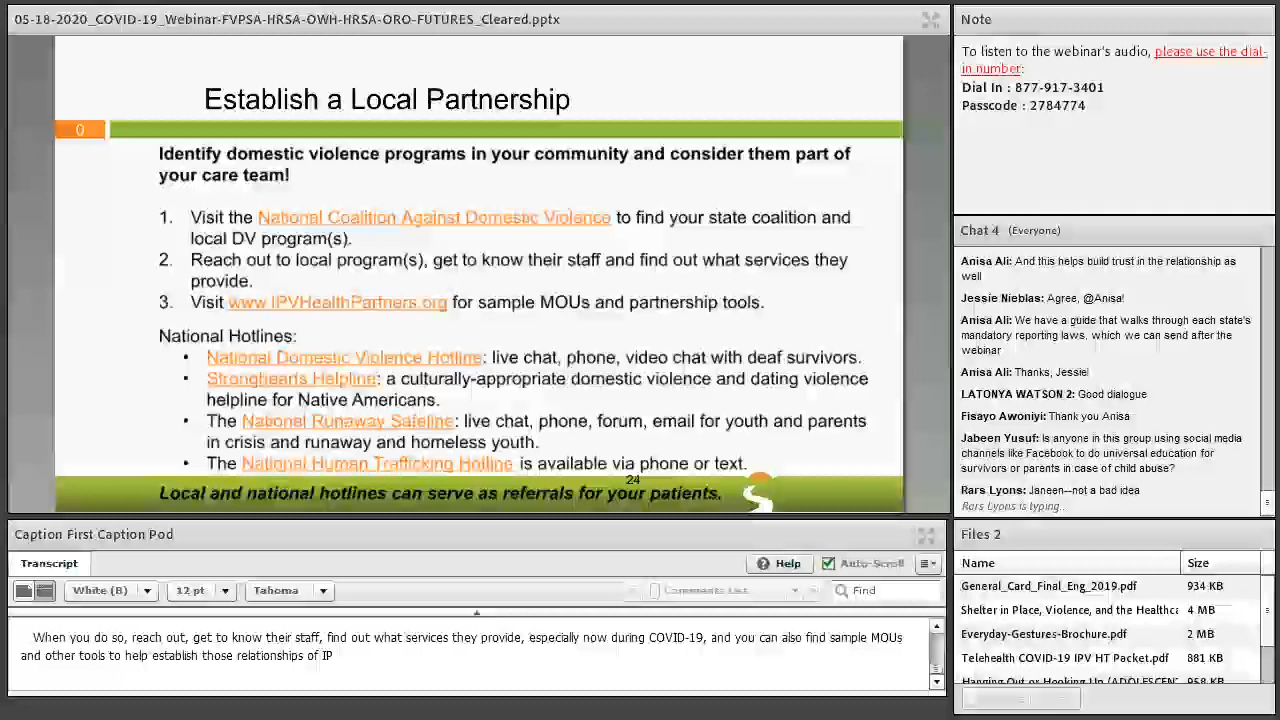 05-18-2020_COVID-19_Webinar-FVPSA-HRSA-OWH-HRSA-ORO-FUTURES_Cleared.pptx
Establish a Local Partnership
0
Identify domestic violence programs in your community and consider them part of
your care team!
1. Visit the National Coalition Against Domestic Violence to find your state coalition and
local DV program(s).
2. Reach out to local program(s), get to know their staff and find out what services they
provide.
3. Visit www.IPVHealthPartners.org for sample MOUs and partnership tools.
National Hotlines:
• National Domestic Violence Hotline: live chat, phone, video chat with deaf survivors.
• Stronghearts Helpline: a culturally-appropriate domestic violence and dating violence
helpline for Native Americans.
• The National Runaway Safeline: live chat, phone, forum, email for youth and parents
in crisis and runaway and homeless youth.
• The National Human Trafficking Hotline is available via phone or text.
24
Local and national hotlines can serve as referrals for your patients.
Note
To listen to the webinar's audio, please use the dial-
in number:
Dial In : 877-917-3401
Passcode : 2784774
Chat 4 (Everyone)
Anisa Ali: And this helps build trust in the relationship as
well
Jessie Nieblas: Agree, @Anisa!
Anisa Ali: We have a guide that walks through each state's
mandatory reporting laws, which we can send after the
webinar
Anisa Ali: Thanks, Jessie!
LATONYA WATSON 2: Good dialogue
Fisayo Awoniyi: Thank you Anisa
Jabeen Yusuf: Is anyone in this group using social media
channels like Facebook to do universal education for
survivors or parents in case of child abuse?
Rars Lyons: Janeen--not a bad idea
Rars Lyons is typing..
Caption First Caption Pod
Transcript
Help
Auto-Scroll
White (B)
12 pt
Tahoma
Comments List
Find
When you do so, reach out, get to know their staff, find out what services they provide, especially now during COVID-19, and you can also find sample MOUs
and other tools to help establish those relationships of IP
Files 2
Name Size
General_Card_Final_Eng_2019.pdf 934 KB
Shelter in Place, Violence, and the Healthc 4 MB
Everyday-Gestures-Brochure.pdf 2 MB
Telehealth COVID-19 IPV HT Packet.pdf 881 KB
Hanging Out or Hooking Up (ADOLESCEN 958 KB